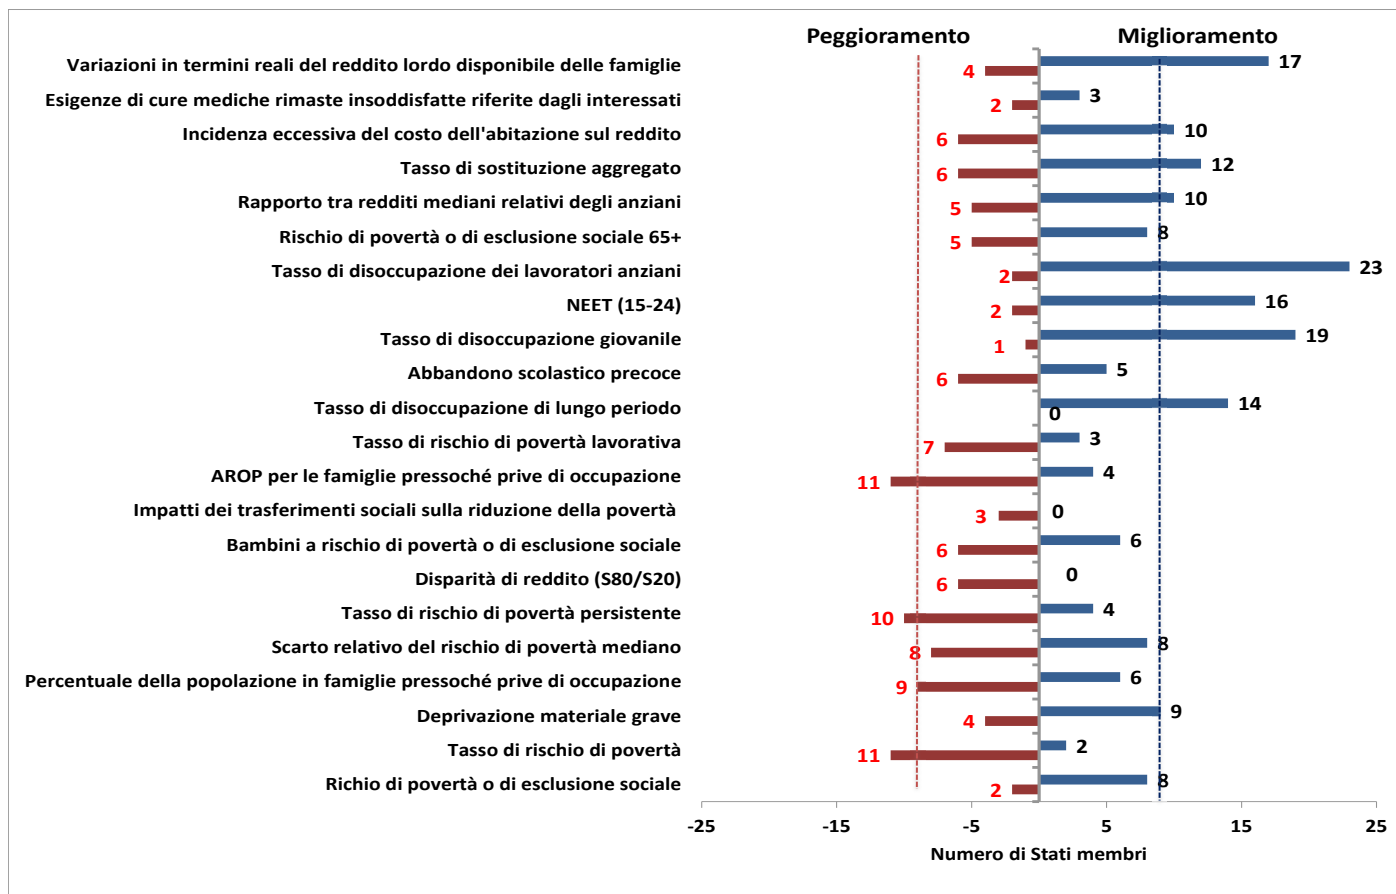 Peggioramento Miglioramento
Variazioni in termini reali del reddito lordo disponibile delle famiglie 4 17
Esigenze di cure mediche rimaste insoddisfatte riferite dagli interessati 2 3
Incidenza eccessiva del costo dell'abitazione sul reddito 6 10
Tasso di sostituzione aggregato 6 12
Rapporto tra redditi mediani relativi degli anziani 5 10
Rischio di povertà o di esclusione sociale 65+ 5 8
Tasso di disoccupazione dei lavoratori anziani 2 23
NEET (15-24) 2 16
Tasso di disoccupazione giovanile 1 19
Abbandono scolastico precoce 6 5
Tasso di disoccupazione di lungo periodo 0 14
Tasso di rischio di povertà lavorativa 7 3
AROP per le famiglie pressoché prive di occupazione 11 4
Impatti dei trasferimenti sociali sulla riduzione della povertà 3 0
Bambini a rischio di povertà o di esclusione sociale 6 6
Disparità di reddito (S80/S20) 6 0
Tasso di rischio di povertà persistente 10 4
Scarto relativo del rischio di povertà mediano 8 8
Percentuale della popolazione in famiglie pressoché prive di occupazione 9 6
Deprivazione materiale grave 4 9
Tasso di rischio di povertà 11 2
Richio di povertà o di esclusione sociale 2 8
-25 -15 -5 5 15 25
Numero di Stati membri